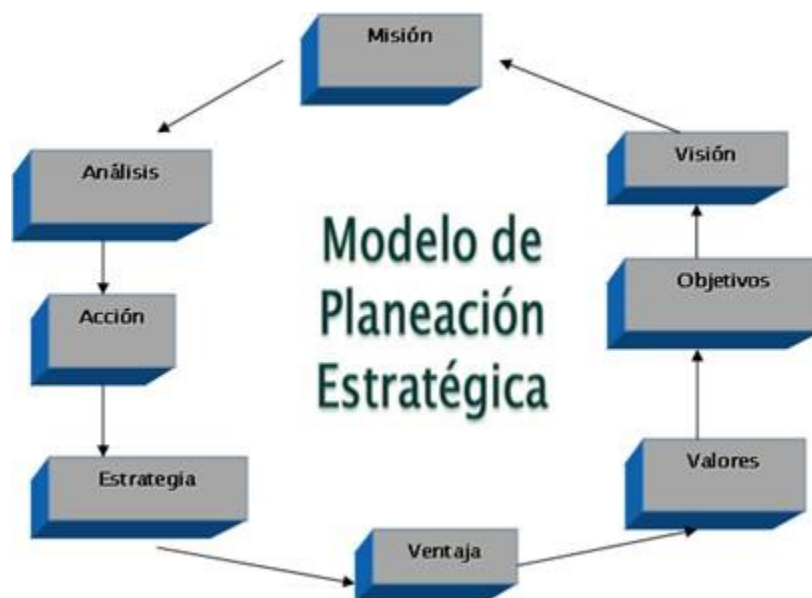 Misión
Análisis
Visión
Modelo de
Planeación
Estratégica
Objetivos
Acción
Valores
Estrategia
Ventaja